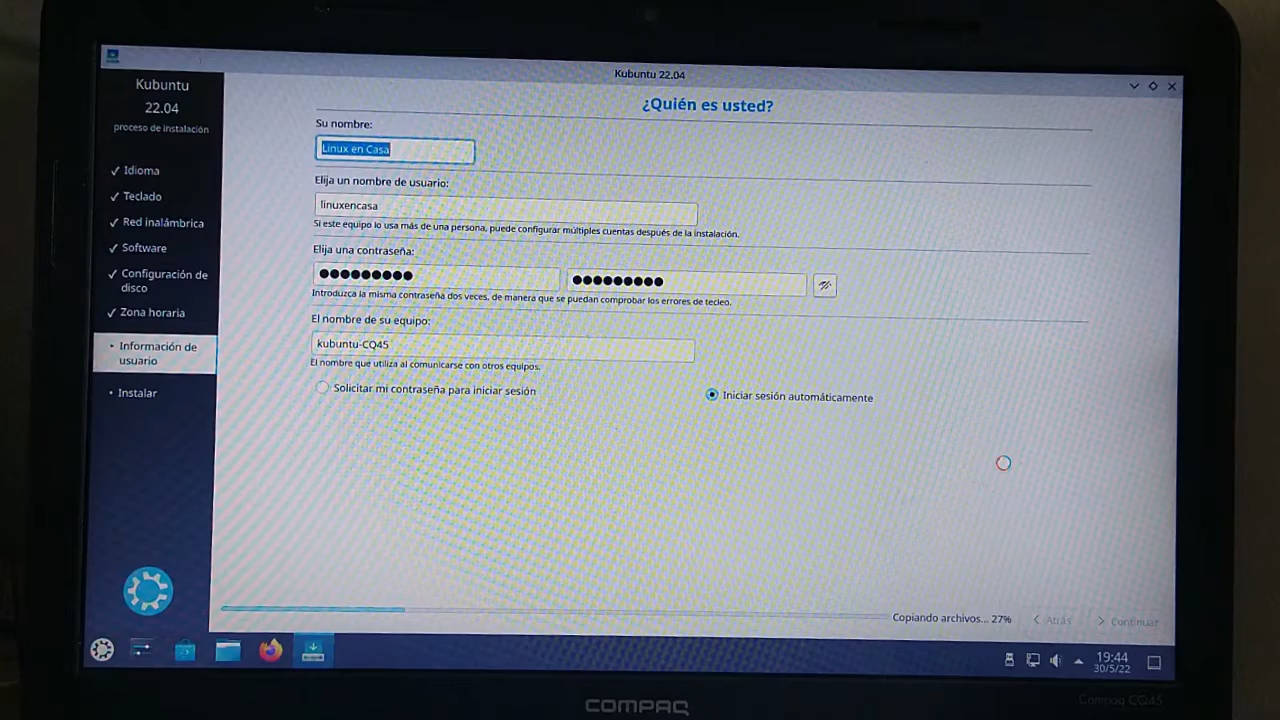 Kubuntu 22.04
Kubuntu
22.04
proceso de instalación
✓ Idioma
✓ Teclado
✓ Red inalámbrica
✓ Software
✓ Configuración de
disco
✓ Zona horaria
• Información de
usuario
• Instalar
¿Quién es usted?
Su nombre:
Linux en Casa
Elija un nombre de usuario:
linuxencasa
Si este equipo lo usa más de una persona, puede configurar múltiples cuentas después de la instalación.
Elija una contraseña:
●●●●●●●●● ●●●●●●●●●
Introduzca la misma contraseña dos veces, de manera que se puedan comprobar los errores de tecleo.
El nombre de su equipo:
kubuntu-CQ45
El nombre que utiliza al comunicarse con otros equipos.
Solicitar mi contraseña para iniciar sesión
Iniciar sesión automáticamente
Copiando archivos... 27%
Atrás
Continuar
19:44
30/5/22
COMPAQ
Compaq CQ45